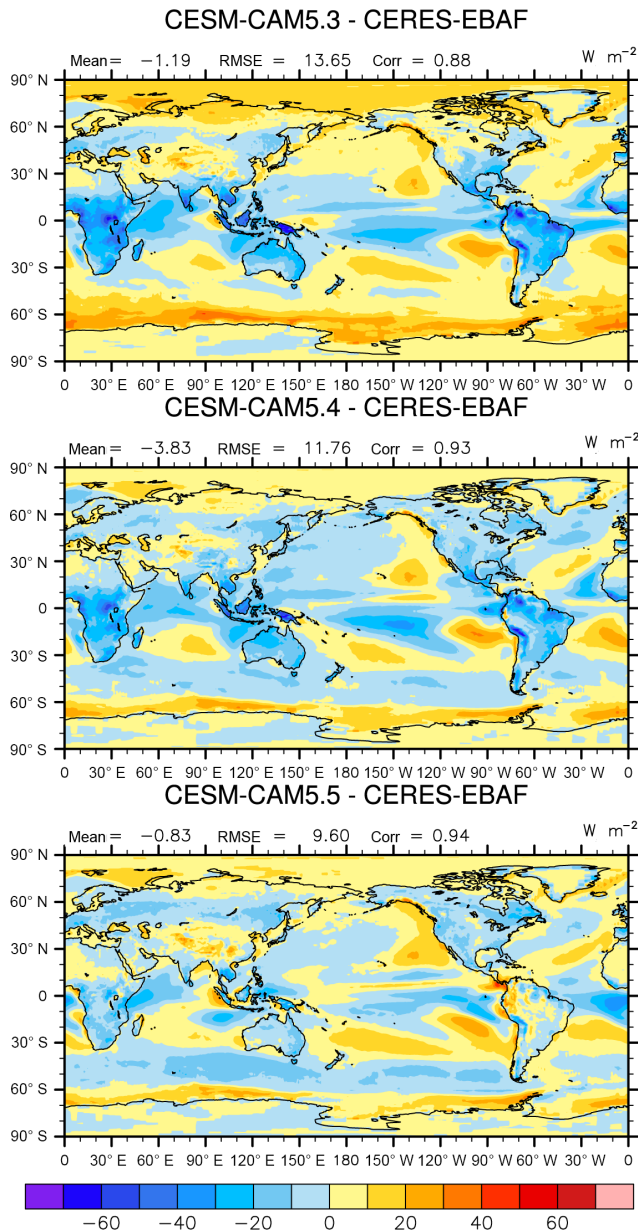 CESM-CAM5.3 - CERES-EBAF
Mean= −1.19 RMSE = 13.65 Corr = 0.88 W m−2
90° N
60° N
30° N
0
30° S
60° S
90° S
0 30° E 60° E 90° E 120° E 150° E 180° W 150° W 120° W 90° W 60° W 30° W 0
CESM-CAM5.4 - CERES-EBAF
Mean= −3.83 RMSE = 11.76 Corr = 0.93 W m−2
90° N
60° N
30° N
0
30° S
60° S
90° S
0 30° E 60° E 90° E 120° E 150° E 180° W 150° W 120° W 90° W 60° W 30° W 0
CESM-CAM5.5 - CERES-EBAF
Mean= −0.83 RMSE = 9.60 Corr = 0.94 W m−2
90° N
60° N
30° N
0
30° S
60° S
90° S
0 30° E 60° E 90° E 120° E 150° E 180° W 150° W 120° W 90° W 60° W 30° W 0
−60 −40 −20 0 20 40 60